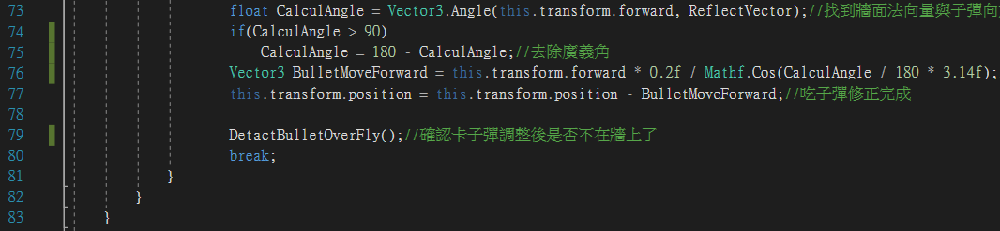 73 float CalculAngle = Vector3.Angle(this.transform.forward, ReflectVector);//找到牆面法向量與子彈向
74 if(CalculAngle > 90)
75 CalculAngle = 180 - CalculAngle;//去除廣義角
76 Vector3 BulletMoveForward = this.transform.forward * 0.2f / Mathf.Cos(CalculAngle / 180 * 3.14f);
77 this.transform.position = this.transform.position - BulletMoveForward;//吃子彈修正完成
78
79 DetactBulletOverFly();//確認卡子彈調整後是否不在牆上了
80 break;
81 }
82 }
83 }